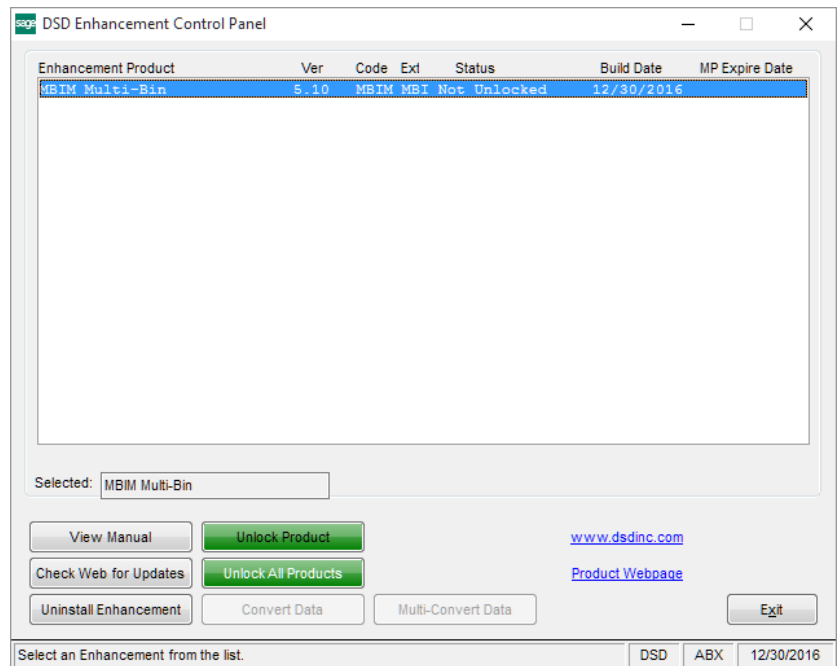 sage DSD Enhancement Control Panel
Enhancement Product Ver Code Ext Status Build Date MP Expire Date
MBIM Multi-Bin 5.10 MBIM MBI Not Unlocked 12/30/2016
Selected: MBIM Multi-Bin
View Manual Unlock Product www.dsdinc.com
Check Web for Updates Unlock All Products Product Webpage
Uninstall Enhancement Convert Data Multi-Convert Data Exit
Select an Enhancement from the list. DSD ABX 12/30/2016